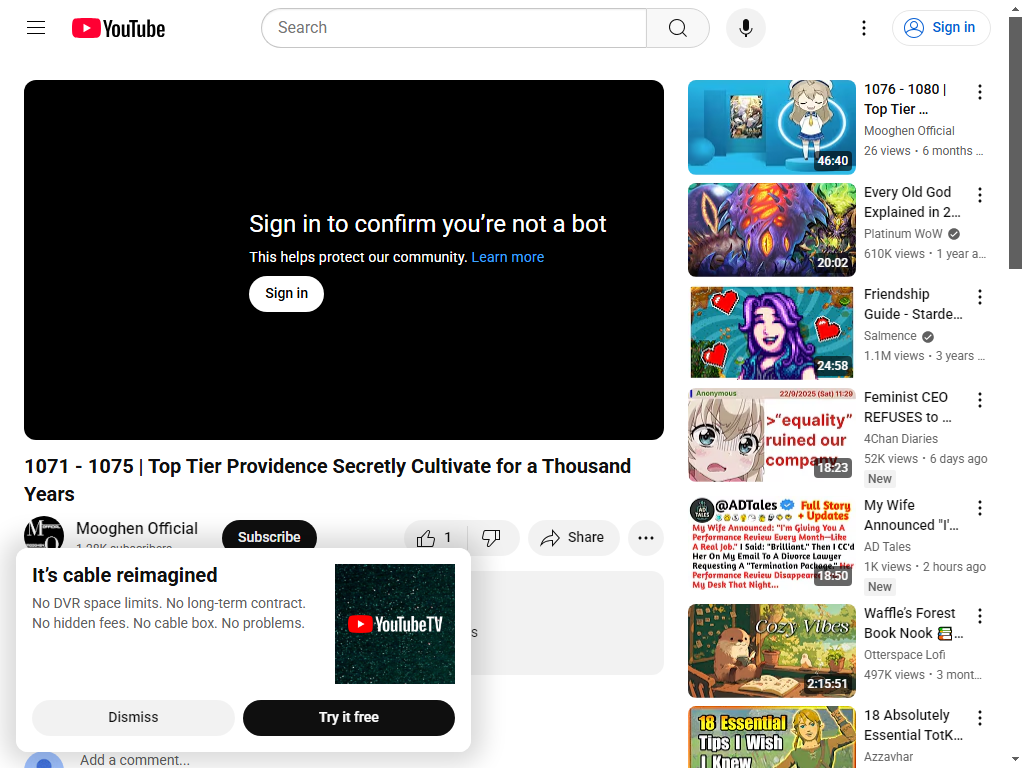 YouTube
Search
Sign in
Sign in to confirm you’re not a bot
This helps protect our community. Learn more
Sign in
1071 - 1075 | Top Tier Providence Secretly Cultivate for a Thousand
Years
Mooghen Official
Subscribe
1
Share
It’s cable reimagined
No DVR space limits. No long-term contract.
No hidden fees. No cable box. No problems.
YouTubeTV
Dismiss
Try it free
Add a comment...
46:40
1076 - 1080 |
Top Tier ...
Mooghen Official
26 views • 6 months ...
20:02
Every Old God
Explained in 2...
Platinum WoW
610K views • 1 year a...
24:58
Friendship
Guide - Starde...
Salmence
1.1M views • 3 years ...
Anonymous 22/9/2025 (Sat) 11:29
>“equality”
ruined our
company
18:23
Feminist CEO
REFUSES to ...
4Chan Diaries
52K views • 6 days ago
New
AD TALES
@ADTales Full Story
+ Updates
My Wife Announced: "I'm Giving You A
Performance Review Every Month—Like
A Real Job." I Said: "Brilliant." Then I CC'd
Her On My Email To A Divorce Lawyer
Requesting A "Termination Package." Her
Performance Review Disappeared
My Desk That Night...
18:50
My Wife
Announced "I'...
AD Tales
1K views • 2 hours ago
New
Cozy Vibes
2:15:51
Waffle’s Forest
Book Nook 📚...
Otterspace Lofi
497K views • 3 mont...
18 Essential
Tips I Wish
I Knew
18 Absolutely
Essential TotK...
Azzavhar